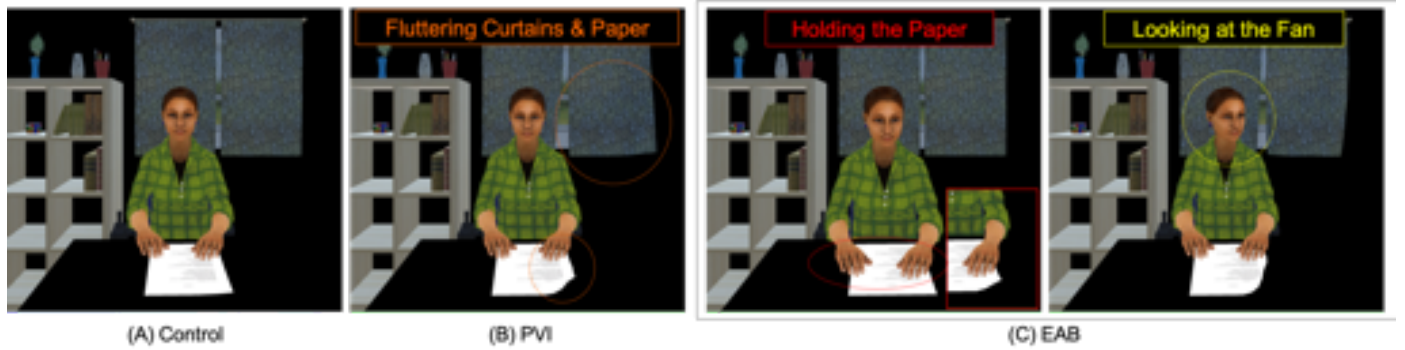 Fluttering Curtains & Paper
Holding the Paper
Looking at the Fan
(A) Control
(B) PVI
(C) EAB